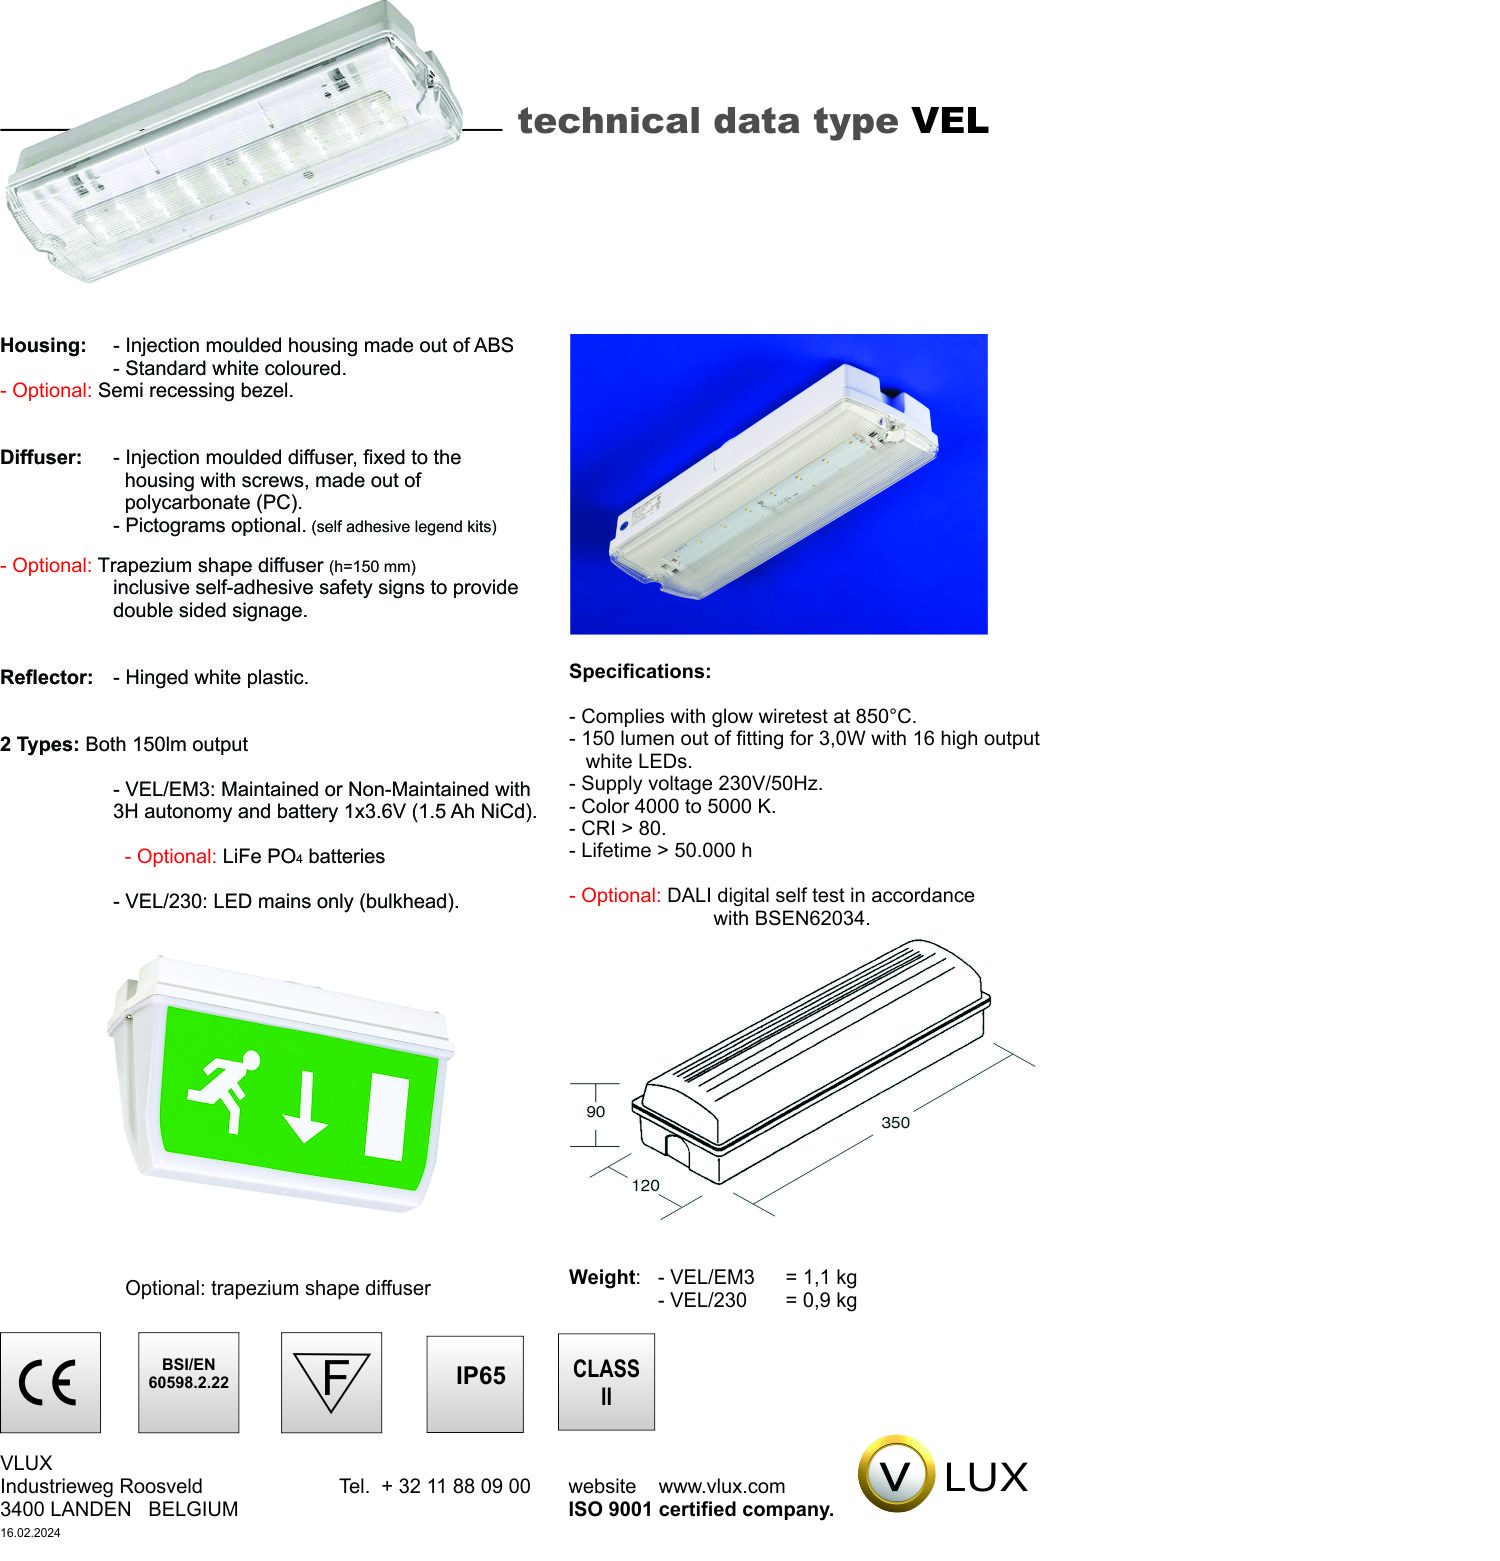 technical data type VEL
Housing: - Injection moulded housing made out of ABS
- Standard white coloured.
- Optional: Semi recessing bezel.
Diffuser: - Injection moulded diffuser, fixed to the
housing with screws, made out of
polycarbonate (PC).
- Pictograms optional. (self adhesive legend kits)
- Optional: Trapezium shape diffuser (h=150 mm)
inclusive self-adhesive safety signs to provide
double sided signage.
Reflector: - Hinged white plastic.
2 Types: Both 150lm output
- VEL/EM3: Maintained or Non-Maintained with
3H autonomy and battery 1x3.6V (1.5 Ah NiCd).
- Optional: LiFe PO4 batteries
- VEL/230: LED mains only (bulkhead).
Optional: trapezium shape diffuser
Specifications:
- Complies with glow wiretest at 850°C.
- 150 lumen out of fitting for 3,0W with 16 high output
white LEDs.
- Supply voltage 230V/50Hz.
- Color 4000 to 5000 K.
- CRI > 80.
- Lifetime > 50.000 h
- Optional: DALI digital self test in accordance
with BSEN62034.
90
350
120
Weight: - VEL/EM3 = 1,1 kg
- VEL/230 = 0,9 kg
CE
BSI/EN
60598.2.22
F
IP65
CLASS
II
VLUX
Industrieweg Roosveld Tel. + 32 11 88 09 00 website www.vlux.com
3400 LANDEN BELGIUM ISO 9001 certified company.
16.02.2024
V LUX